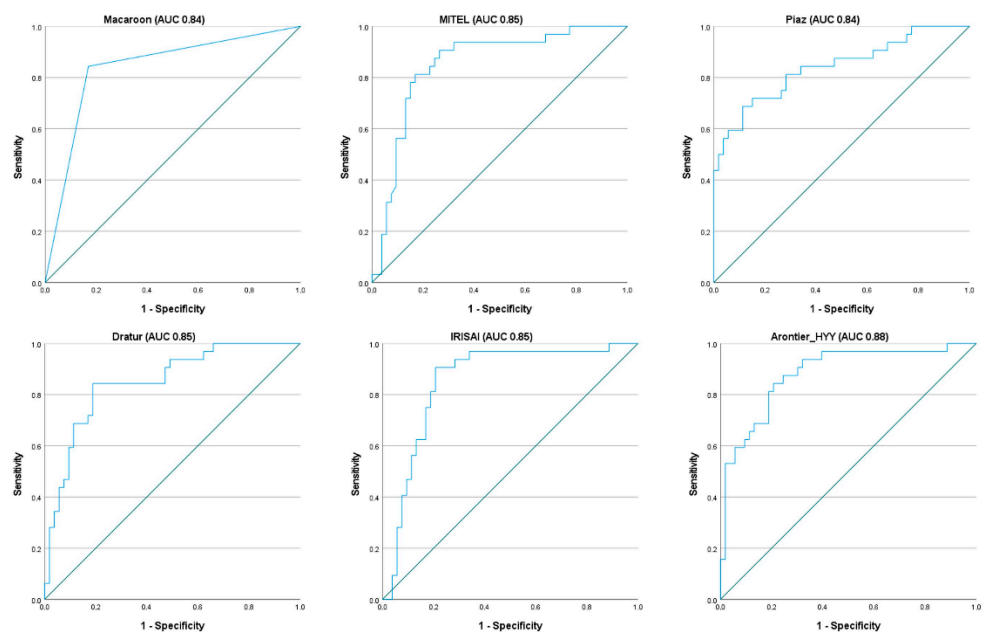 Macaroon (AUC 0.84)
1.0
0.8
0.6
0.4
0.2
0.0
Sensitivity
0.0 0.2 0.4 0.6 0.8 1.0
1 - Specificity
MITEL (AUC 0.85)
1.0
0.8
0.6
0.4
0.2
0.0
Sensitivity
0.0 0.2 0.4 0.6 0.8 1.0
1 - Specificity
Piaz (AUC 0.84)
1.0
0.8
0.6
0.4
0.2
0.0
Sensitivity
0.0 0.2 0.4 0.6 0.8 1.0
1 - Specificity
Dratur (AUC 0.85)
1.0
0.8
0.6
0.4
0.2
0.0
Sensitivity
0.0 0.2 0.4 0.6 0.8 1.0
1 - Specificity
IRISAI (AUC 0.85)
1.0
0.8
0.6
0.4
0.2
0.0
Sensitivity
0.0 0.2 0.4 0.6 0.8 1.0
1 - Specificity
Arontier_HYY (AUC 0.88)
1.0
0.8
0.6
0.4
0.2
0.0
Sensitivity
0.0 0.2 0.4 0.6 0.8 1.0
1 - Specificity